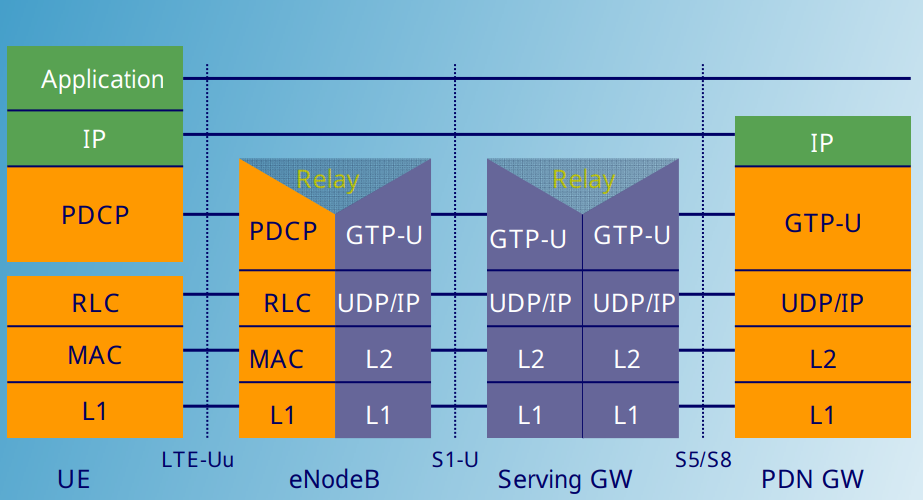 Application
IP
PDCP
RLC
MAC
L1
UE
LTE-Uu
Relay
PDCP
GTP-U
RLC
UDP/IP
MAC
L2
L1
L1
eNodeB
S1-U
Relay
GTP-U
GTP-U
UDP/IP
UDP/IP
L2
L2
L1
L1
Serving GW
S5/S8
IP
GTP-U
UDP/IP
L2
L1
PDN GW